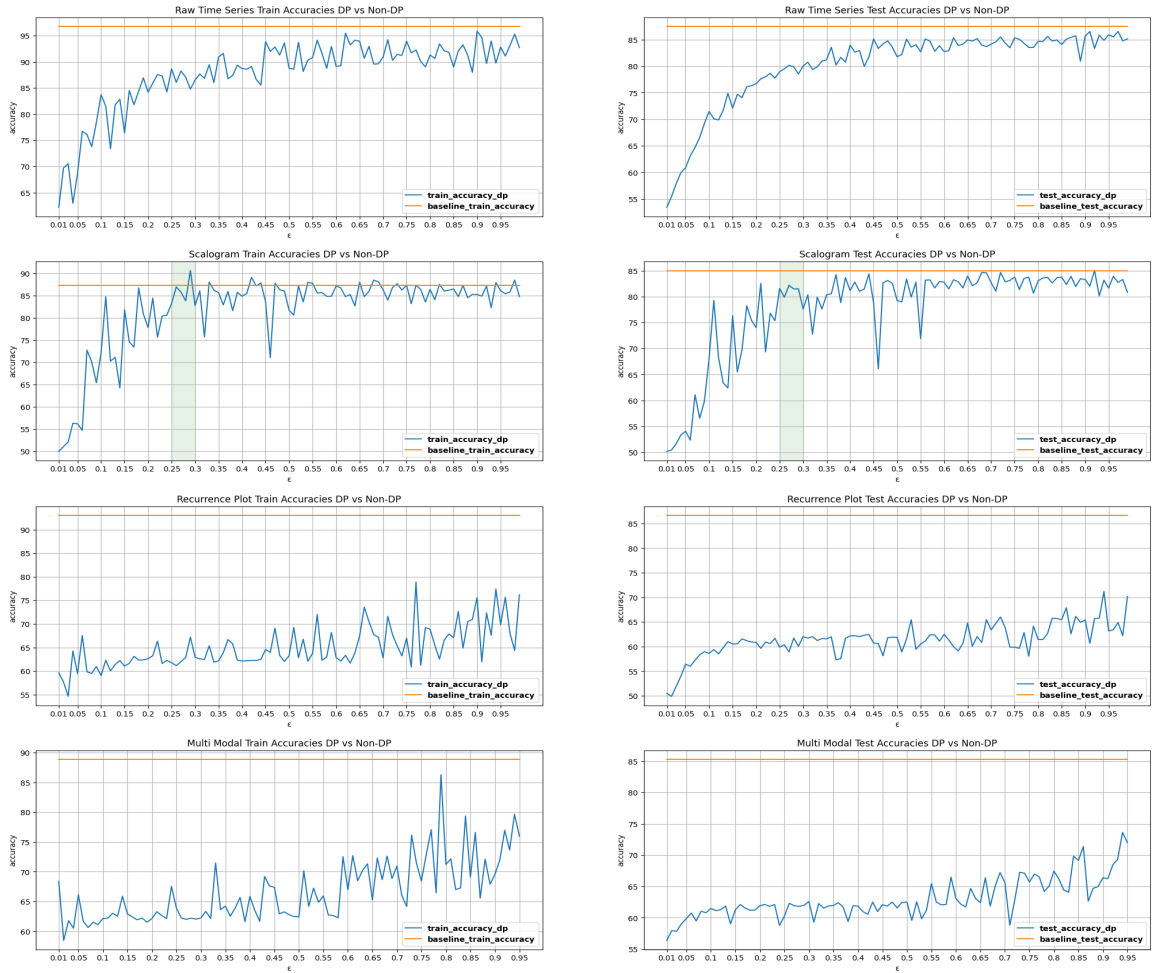 Raw Time Series Train Accuracies DP vs Non-DP
95
90
85
80
75
70
65
accuracy
train_accuracy_dp
baseline_train_accuracy
0.01 0.05 0.1 0.15 0.2 0.25 0.3 0.35 0.4 0.45 0.5 0.55 0.6 0.65 0.7 0.75 0.8 0.85 0.9 0.95
ε
Raw Time Series Test Accuracies DP vs Non-DP
85
80
75
70
65
60
55
accuracy
test_accuracy_dp
baseline_test_accuracy
0.01 0.05 0.1 0.15 0.2 0.25 0.3 0.35 0.4 0.45 0.5 0.55 0.6 0.65 0.7 0.75 0.8 0.85 0.9 0.95
ε
Scalogram Train Accuracies DP vs Non-DP
90
85
80
75
70
65
60
55
50
accuracy
train_accuracy_dp
baseline_train_accuracy
0.01 0.05 0.1 0.15 0.2 0.25 0.3 0.35 0.4 0.45 0.5 0.55 0.6 0.65 0.7 0.75 0.8 0.85 0.9 0.95
ε
Scalogram Test Accuracies DP vs Non-DP
85
80
75
70
65
60
55
50
accuracy
test_accuracy_dp
baseline_test_accuracy
0.01 0.05 0.1 0.15 0.2 0.25 0.3 0.35 0.4 0.45 0.5 0.55 0.6 0.65 0.7 0.75 0.8 0.85 0.9 0.95
ε
Recurrence Plot Train Accuracies DP vs Non-DP
90
85
80
75
70
65
60
55
accuracy
train_accuracy_dp
baseline_train_accuracy
0.01 0.05 0.1 0.15 0.2 0.25 0.3 0.35 0.4 0.45 0.5 0.55 0.6 0.65 0.7 0.75 0.8 0.85 0.9 0.95
ε
Recurrence Plot Test Accuracies DP vs Non-DP
85
80
75
70
65
60
55
50
accuracy
test_accuracy_dp
baseline_test_accuracy
0.01 0.05 0.1 0.15 0.2 0.25 0.3 0.35 0.4 0.45 0.5 0.55 0.6 0.65 0.7 0.75 0.8 0.85 0.9 0.95
ε
Multi Modal Train Accuracies DP vs Non-DP
90
85
80
75
70
65
60
accuracy
train_accuracy_dp
baseline_train_accuracy
0.01 0.05 0.1 0.15 0.2 0.25 0.3 0.35 0.4 0.45 0.5 0.55 0.6 0.65 0.7 0.75 0.8 0.85 0.9 0.95
ε
Multi Modal Test Accuracies DP vs Non-DP
85
80
75
70
65
60
55
accuracy
test_accuracy_dp
baseline_test_accuracy
0.01 0.05 0.1 0.15 0.2 0.25 0.3 0.35 0.4 0.45 0.5 0.55 0.6 0.65 0.7 0.75 0.8 0.85 0.9 0.95
ε